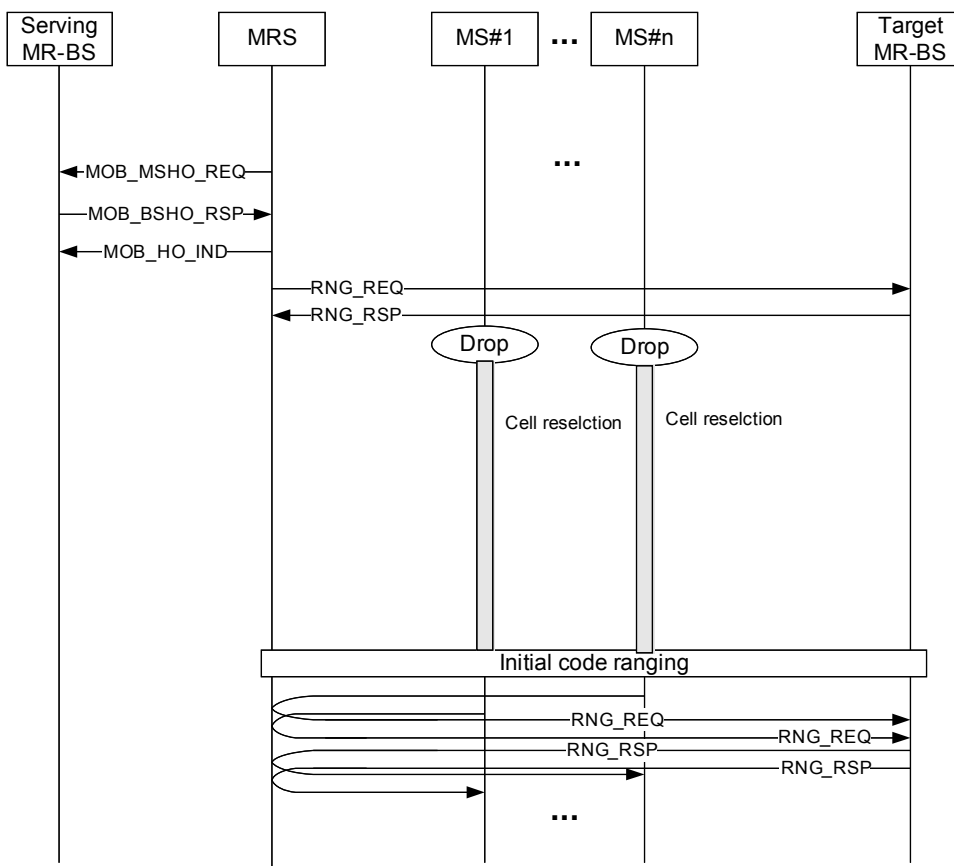 Serving
MR-BS
MRS
MS#1
...
MS#n
Target
MR-BS
...
MOB_MSHO_REQ
MOB_BSHO_RSP
MOB_HO_IND
RNG_REQ
RNG_RSP
Drop
Drop
Cell reselction
Cell reselction
Initial code ranging
RNG_REQ
RNG_REQ
RNG_RSP
RNG_RSP
...